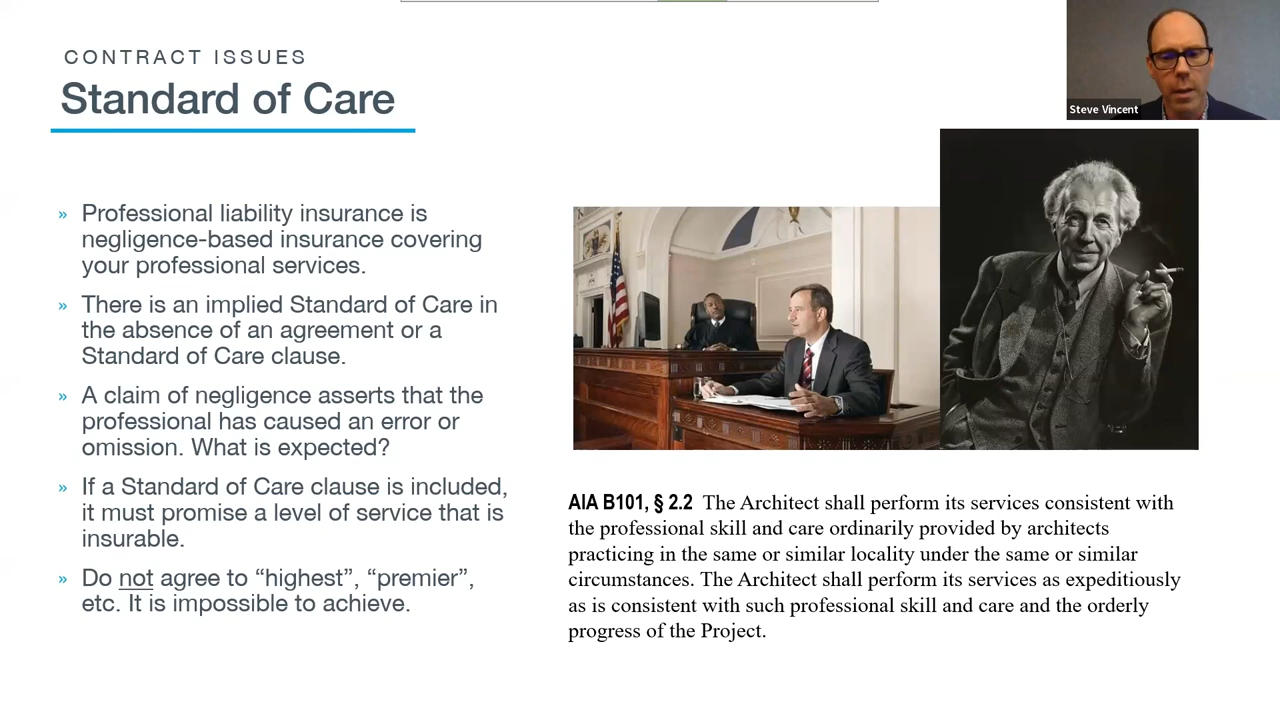 CONTRACT ISSUES
Standard of Care
Steve Vincent
» Professional liability insurance is
negligence-based insurance covering
your professional services.
» There is an implied Standard of Care in
the absence of an agreement or a
Standard of Care clause.
» A claim of negligence asserts that the
professional has caused an error or
omission. What is expected?
» If a Standard of Care clause is included,
it must promise a level of service that is
insurable.
» Do not agree to “highest”, “premier”,
etc. It is impossible to achieve.
AIA B101, § 2.2 The Architect shall perform its services consistent with
the professional skill and care ordinarily provided by architects
practicing in the same or similar locality under the same or similar
circumstances. The Architect shall perform its services as expeditiously
as is consistent with such professional skill and care and the orderly
progress of the Project.